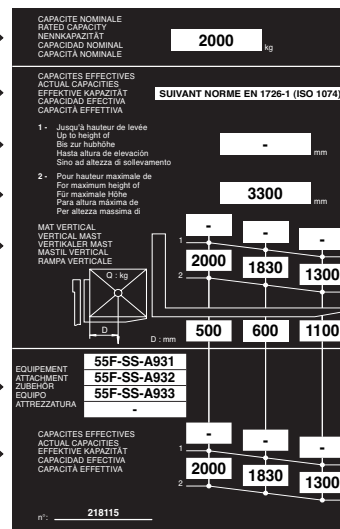 CAPACITE NOMINALE
RATED CAPACITY
NENNKAPAZITÄT
CAPACIDAD NOMINAL
CAPACITÀ NOMINALE
2000 kg
CAPACITES EFFECTIVES
ACTUAL CAPACITIES
EFFEKTIVE KAPAZITÄT
CAPACIDAD EFECTIVA
CAPACITÀ EFFETTIVA
SUIVANT NORME EN 1726-1 (ISO 1074)
1 - Jusqu'à hauteur de levée
Up to height of
Bis zur hubhöhe
Hasta altura de elevación
Sino ad altezza di sollevamento
- mm
2 - Pour hauteur maximale de
For maximum height of
Für maximale Höhe
Para altura máxima de
Per altezza massima di
3300 mm
MAT VERTICAL
VERTICAL MAST
VERTIKALER MAST
MASTIL VERTICAL
RAMPA VERTICALE
1 - - -
2 2000 1830 1300
Q : kg
D
D : mm 500 600 1100
EQUIPEMENT
ATTACHMENT
ZUBEHÖR
EQUIPO
ATTREZZATURA
55F-SS-A931
55F-SS-A932
55F-SS-A933
-
CAPACITES EFFECTIVES
ACTUAL CAPACITIES
EFFEKTIVE KAPAZITÄT
CAPACIDAD EFECTIVA
CAPACITÀ EFFETTIVA
1 - - -
2 2000 1830 1300
n°: 218115